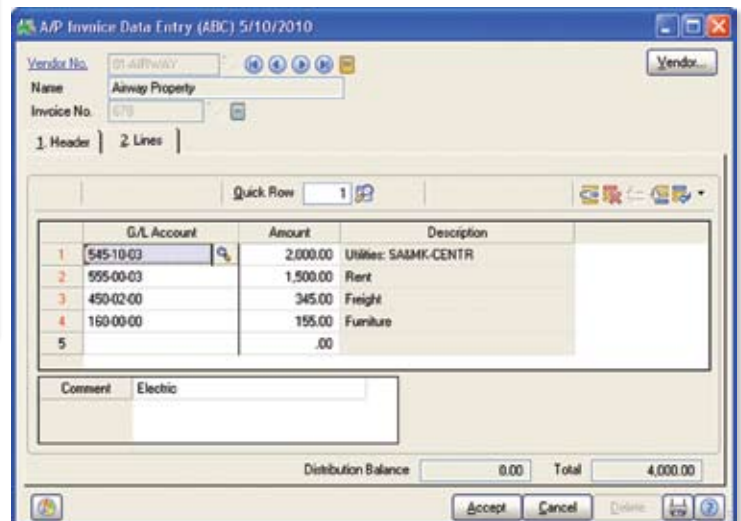 A/P Invoice Data Entry (ABC) 5/10/2010
Vendor No. 01-AIRWAY Vendor...
Name Airway Property
Invoice No. 678
1. Header 2. Lines
Quick Row 1
G/L Account Amount Description
1 545-10-03 2,000.00 Utilities: SA&MK-CENTR
2 555-00-03 1,500.00 Rent
3 450-02-00 345.00 Freight
4 160-00-00 155.00 Furniture
5 .00
Comment Electric
Distribution Balance 0.00 Total 4,000.00
Accept Cancel Delete